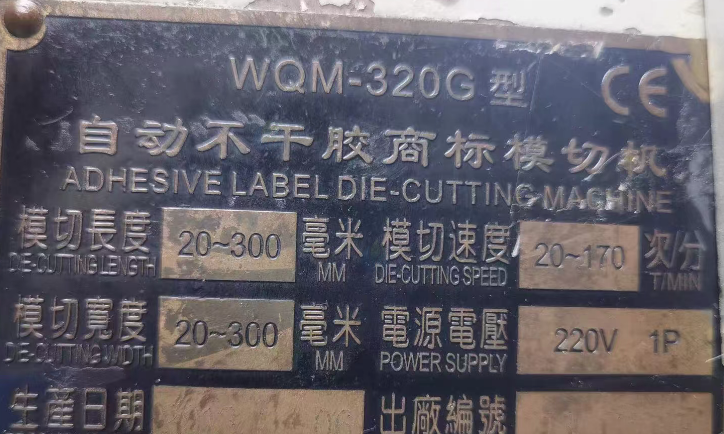 WQM-320G 型 CE
自动不干胶商标模切机
ADHESIVE LABEL DIE-CUTTING MACHINE
模切長度 20~300 毫米 模切速度 20~170 次/分
DIE-CUTTING LENGTH MM DIE-CUTTING SPEED T/MIN
模切寬度 20~300 毫米 電源電壓 220V 1P
DE-CUTTING WIDTH MM POWER SUPPLY
生產日期 出廠編號